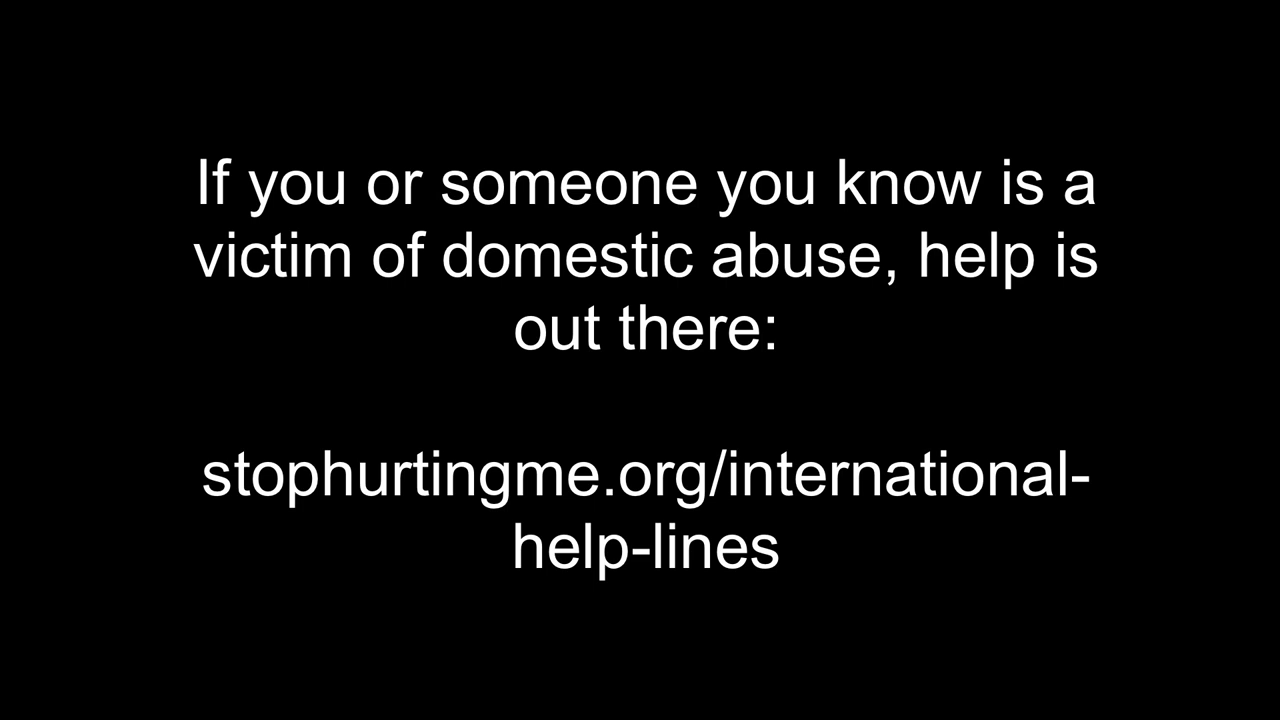 If you or someone you know is a
victim of domestic abuse, help is
out there:
stophurtingme.org/international-
help-lines